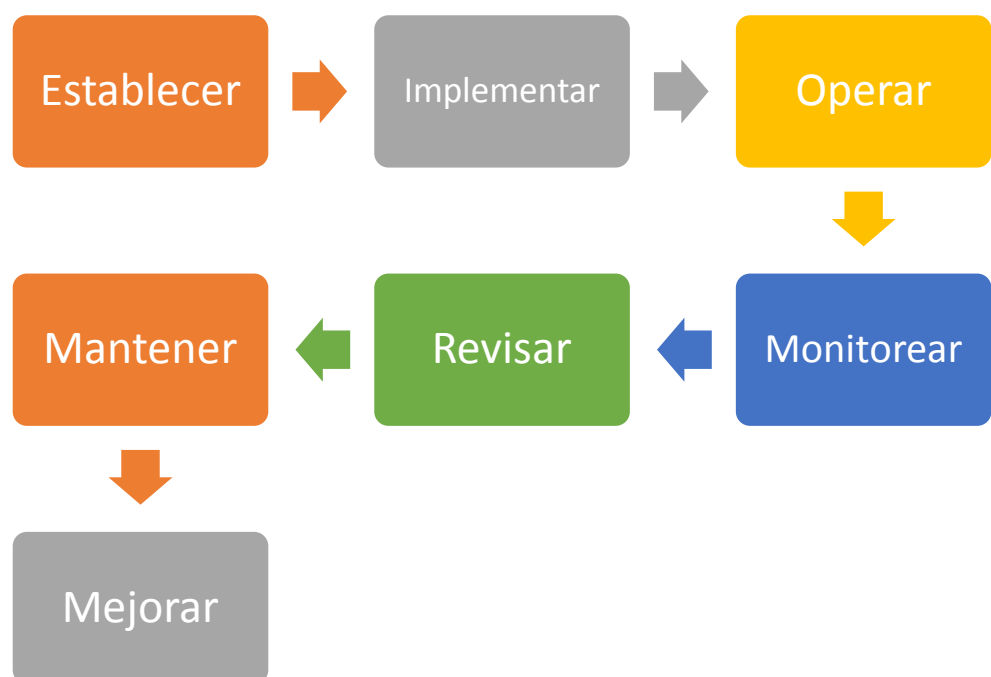 Establecer
Implementar
Operar
Monitorear
Revisar
Mantener
Mejorar